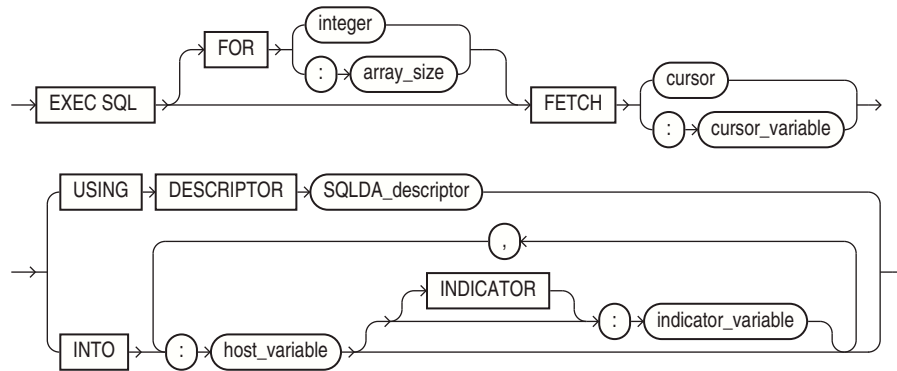 integer
FOR
: array_size
EXEC SQL FETCH cursor
: cursor_variable
USING DESCRIPTOR SQLDA_descriptor
,
INDICATOR
: indicator_variable
INTO : host_variable